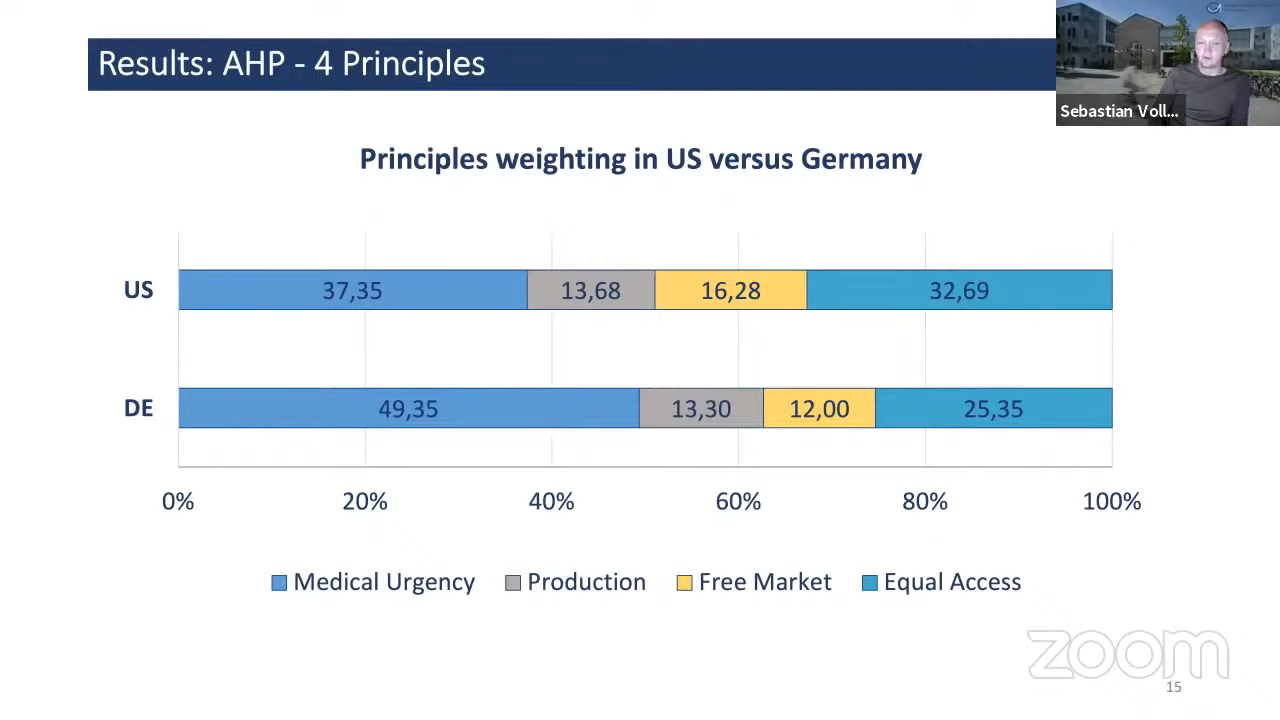 Results: AHP - 4 Principles
Sebastian Voll...
Principles weighting in US versus Germany
US
37,35
13,68
16,28
32,69
DE
49,35
13,30
12,00
25,35
0%
20%
40%
60%
80%
100%
Medical Urgency
Production
Free Market
Equal Access
zoom
15